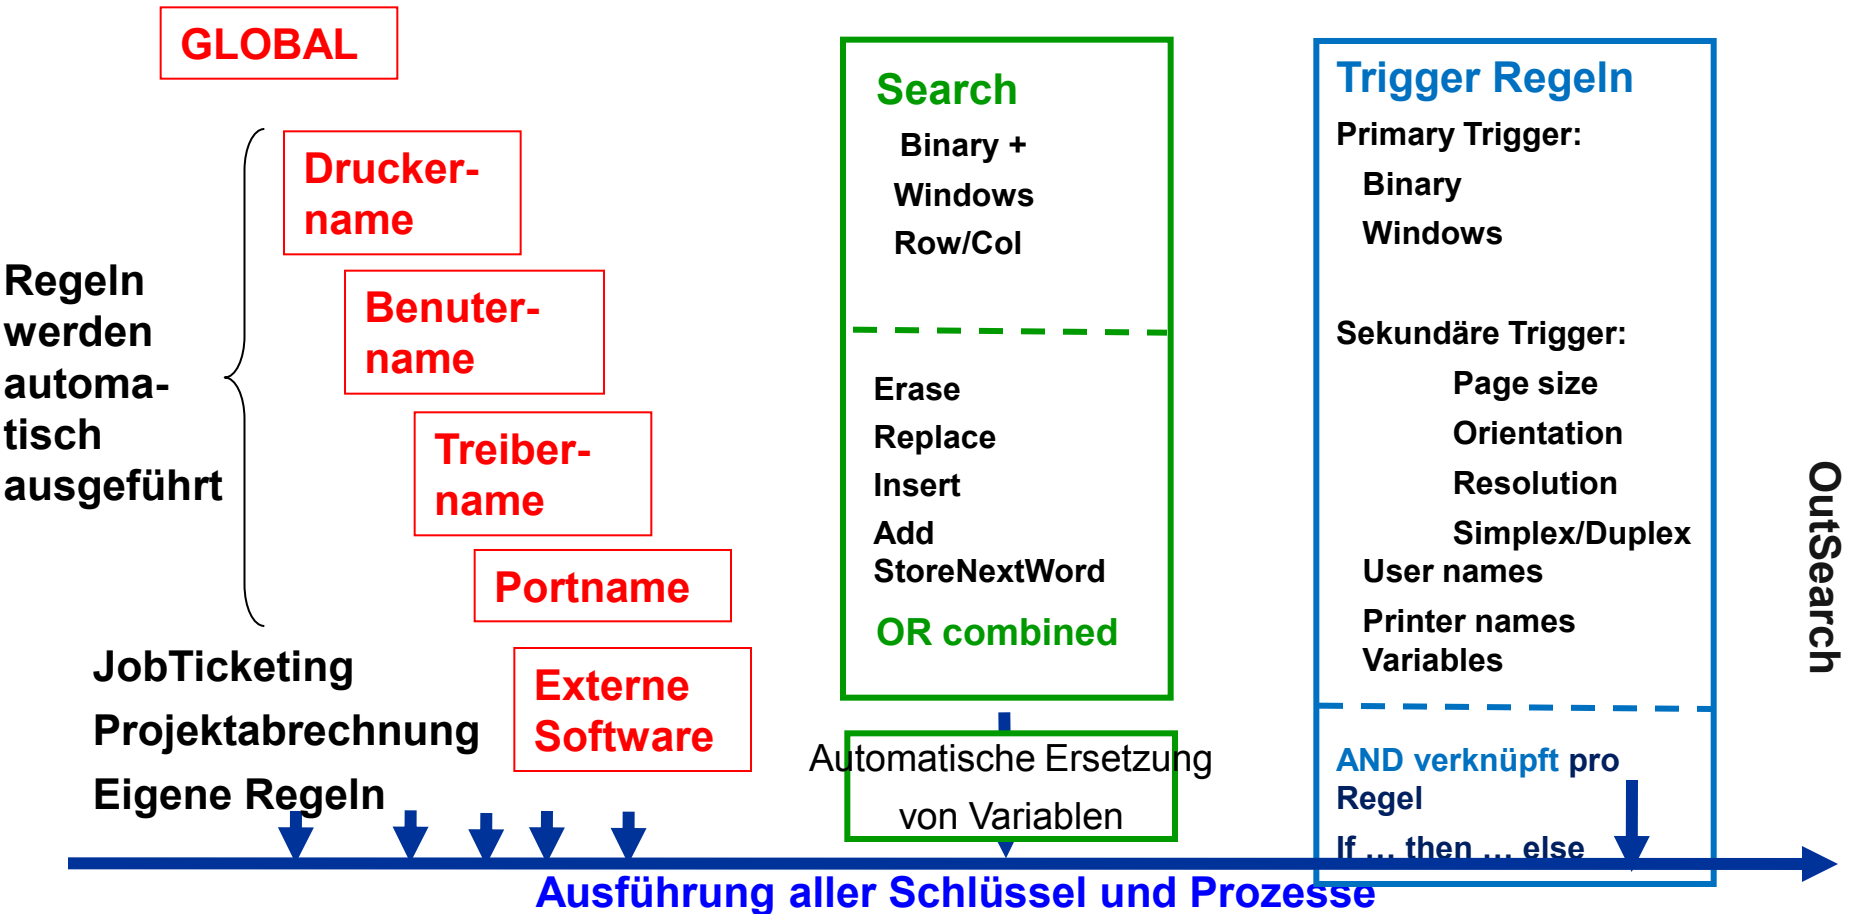 GLOBAL
Drucker-
name
Benuter-
name
Treiber-
name
Portname
Externe
Software
Regeln
werden
automa-
tisch
ausgeführt
JobTicketing
Projektabrechnung
Eigene Regeln
Search
Binary +
Windows
Row/Col
Erase
Replace
Insert
Add
StoreNextWord
OR combined
Automatische Ersetzung
von Variablen
Trigger Regeln
Primary Trigger:
Binary
Windows
Sekundäre Trigger:
Page size
Orientation
Resolution
Simplex/Duplex
User names
Printer names
Variables
AND verknüpft pro
Regel
If … then … else
OutSearch
Ausführung aller Schlüssel und Prozesse